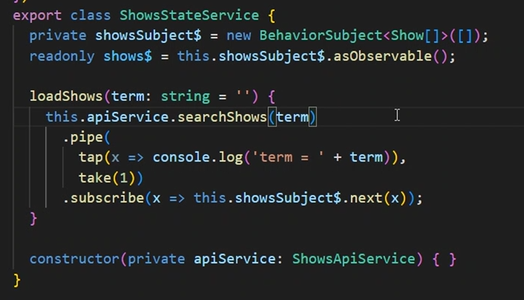 export class ShowsStateService {
private showsSubject$ = new BehaviorSubject<Show[]>([]);
readonly shows$ = this.showsSubject$.asObservable();
loadShows(term: string = '') {
this.apiService.searchShows(term)
.pipe(
tap(x => console.log('term = ' + term)),
take(1))
.subscribe(x => this.showsSubject$.next(x));
}
constructor(private apiService: ShowsApiService) { }
}